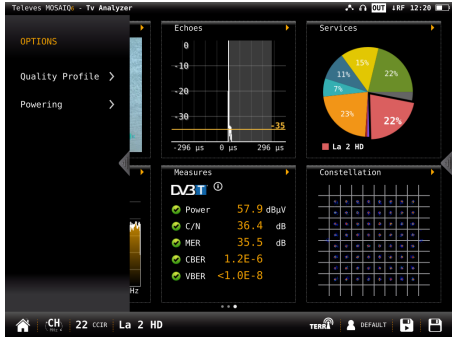 Televes MOSAIQ6 - Tv Analyzer
OUT ↓RF 12:20
OPTIONS
Quality Profile >
Powering >
Echoes
0
-10
-20
-30
-35
-296 µs 0 µs 296 µs
Services
15%
22%
11%
7%
23%
22%
La 2 HD
Hz
Measures
DVB T
Power 57.9 dBµV
C/N 36.4 dB
MER 35.5 dB
CBER 1.2E-6
VBER <1.0E-8
Constellation
CH
22 CCIR La 2 HD
TERRA
DEFAULT